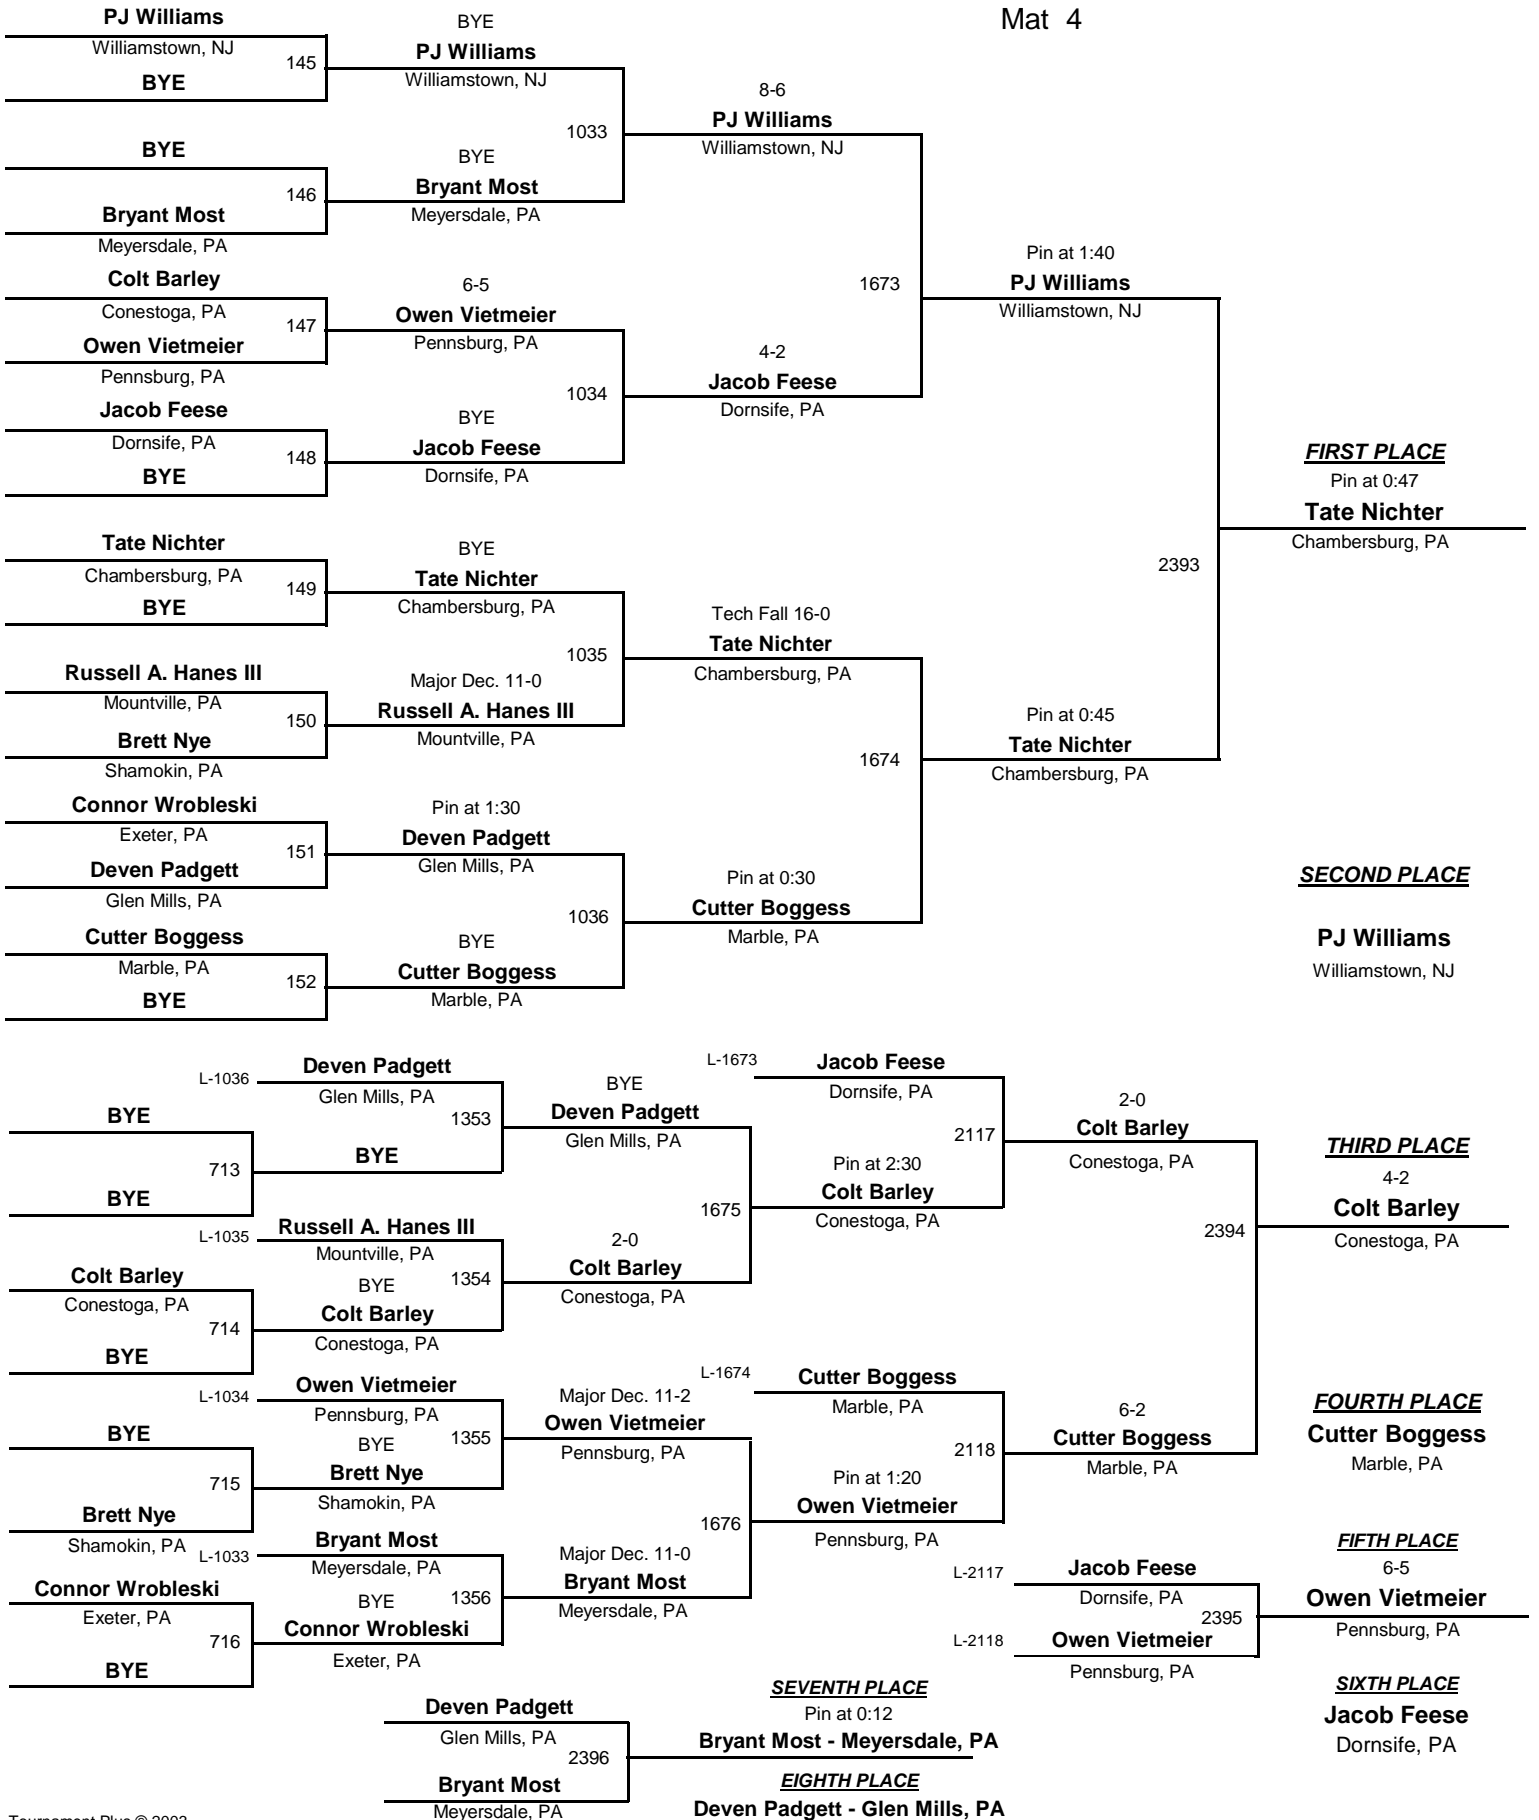 Mat 4
PJ Williams
Williamstown, NJ
145
BYE
BYE
PJ Williams
Williamstown, NJ
1033
BYE
146
Bryant Most
Meyersdale, PA
BYE
Bryant Most
Meyersdale, PA
8-6
PJ Williams
Williamstown, NJ
1673
Colt Barley
Conestoga, PA
147
Owen Vietmeier
Pennsburg, PA
6-5
Owen Vietmeier
Pennsburg, PA
1034
Jacob Feese
Dornsife, PA
148
BYE
BYE
Jacob Feese
Dornsife, PA
4-2
Jacob Feese
Dornsife, PA
Pin at 1:40
PJ Williams
Williamstown, NJ
2393
Tate Nichter
Chambersburg, PA
149
BYE
BYE
Tate Nichter
Chambersburg, PA
1035
Russell A. Hanes III
Mountville, PA
150
Brett Nye
Shamokin, PA
Major Dec. 11-0
Russell A. Hanes III
Mountville, PA
Tech Fall 16-0
Tate Nichter
Chambersburg, PA
1674
Connor Wrobleski
Exeter, PA
151
Deven Padgett
Glen Mills, PA
Pin at 1:30
Deven Padgett
Glen Mills, PA
1036
Cutter Boggess
Marble, PA
152
BYE
BYE
Cutter Boggess
Marble, PA
Pin at 0:30
Cutter Boggess
Marble, PA
Pin at 0:45
Tate Nichter
Chambersburg, PA
FIRST PLACE
Pin at 0:47
Tate Nichter
Chambersburg, PA
SECOND PLACE
PJ Williams
Williamstown, NJ
L-1036
Deven Padgett
Glen Mills, PA
1353
BYE
713
BYE
BYE
BYE
Deven Padgett
Glen Mills, PA
1675
L-1035
Russell A. Hanes III
Mountville, PA
1354
Colt Barley
Conestoga, PA
714
BYE
BYE
Colt Barley
Conestoga, PA
2-0
Colt Barley
Conestoga, PA
L-1673
Jacob Feese
Dornsife, PA
2117
Pin at 2:30
Colt Barley
Conestoga, PA
2-0
Colt Barley
Conestoga, PA
2394
L-1034
Owen Vietmeier
Pennsburg, PA
1355
BYE
715
Brett Nye
Shamokin, PA
BYE
Brett Nye
Shamokin, PA
Major Dec. 11-2
Owen Vietmeier
Pennsburg, PA
1676
L-1033
Bryant Most
Meyersdale, PA
1356
Connor Wrobleski
Exeter, PA
716
BYE
BYE
Connor Wrobleski
Exeter, PA
Major Dec. 11-0
Bryant Most
Meyersdale, PA
L-1674
Cutter Boggess
Marble, PA
2118
Pin at 1:20
Owen Vietmeier
Pennsburg, PA
6-2
Cutter Boggess
Marble, PA
THIRD PLACE
4-2
Colt Barley
Conestoga, PA
FOURTH PLACE
Cutter Boggess
Marble, PA
L-2117
Jacob Feese
Dornsife, PA
2395
L-2118
Owen Vietmeier
Pennsburg, PA
FIFTH PLACE
6-5
Owen Vietmeier
Pennsburg, PA
SIXTH PLACE
Jacob Feese
Dornsife, PA
Deven Padgett
Glen Mills, PA
2396
Bryant Most
Meyersdale, PA
SEVENTH PLACE
Pin at 0:12
Bryant Most - Meyersdale, PA
EIGHTH PLACE
Deven Padgett - Glen Mills, PA
Tournament Plus © 2003